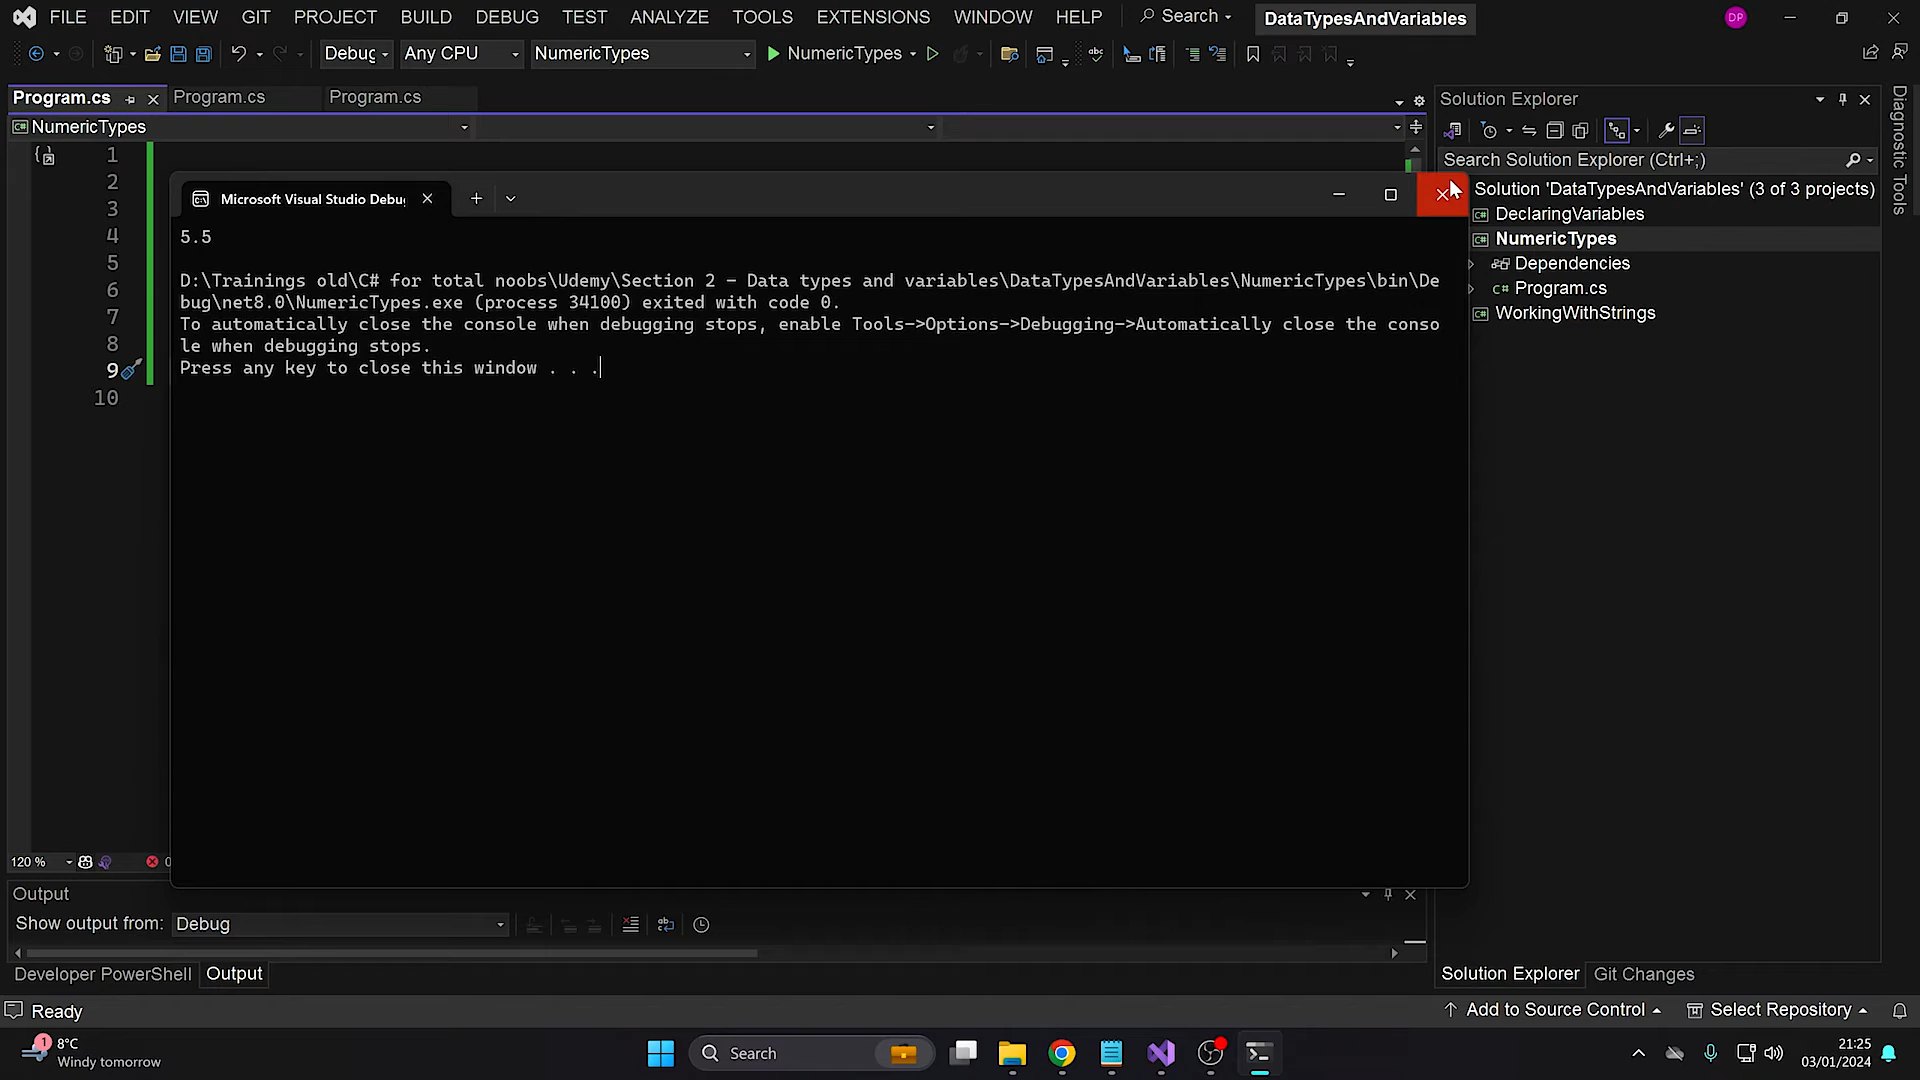 FILE EDIT VIEW GIT PROJECT BUILD DEBUG TEST ANALYZE TOOLS EXTENSIONS WINDOW HELP Search DataTypesAndVariables DP
Debug Any CPU NumericTypes NumericTypes
Program.cs Program.cs Program.cs
NumericTypes
1
2
3
4
5
6
7
8
9
10
Microsoft Visual Studio Debu
5.5
D:\Trainings old\C# for total noobs\Udemy\Section 2 - Data types and variables\DataTypesAndVariables\NumericTypes\bin\De
bug\net8.0\NumericTypes.exe (process 34100) exited with code 0.
To automatically close the console when debugging stops, enable Tools->Options->Debugging->Automatically close the conso
le when debugging stops.
Press any key to close this window . . .
120 % 0
Output
Show output from: Debug
Developer PowerShell Output
Solution Explorer
Search Solution Explorer (Ctrl+;)
Solution 'DataTypesAndVariables' (3 of 3 projects)
C# DeclaringVariables
C# NumericTypes
Dependencies
C# Program.cs
C# WorkingWithStrings
Diagnostic Tools
Solution Explorer Git Changes
Ready Add to Source Control Select Repository
1 8°C
Windy tomorrow
Search
21:25
03/01/2024